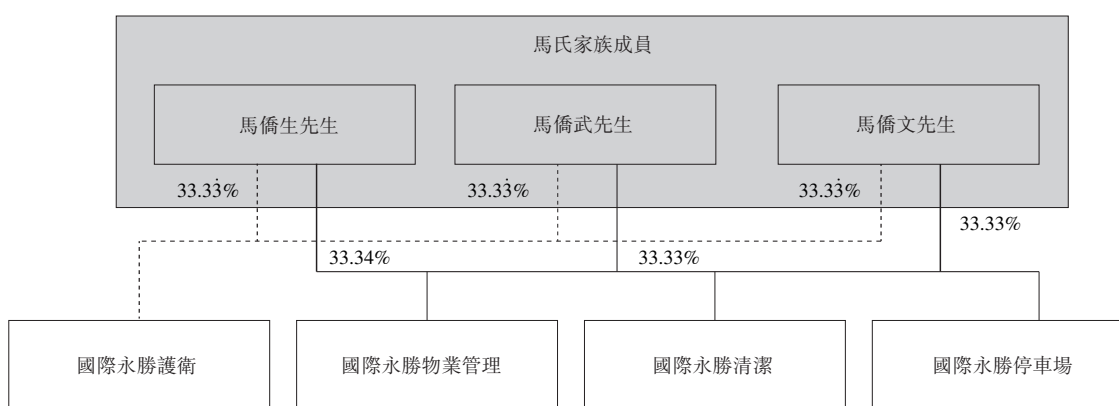 馬氏家族成員
馬僑生先生
馬僑武先生
馬僑文先生
33.33̇%
33.33̇%
33.33̇%
33.33%
33.34%
33.33%
國際永勝護衛
國際永勝物業管理
國際永勝清潔
國際永勝停車場